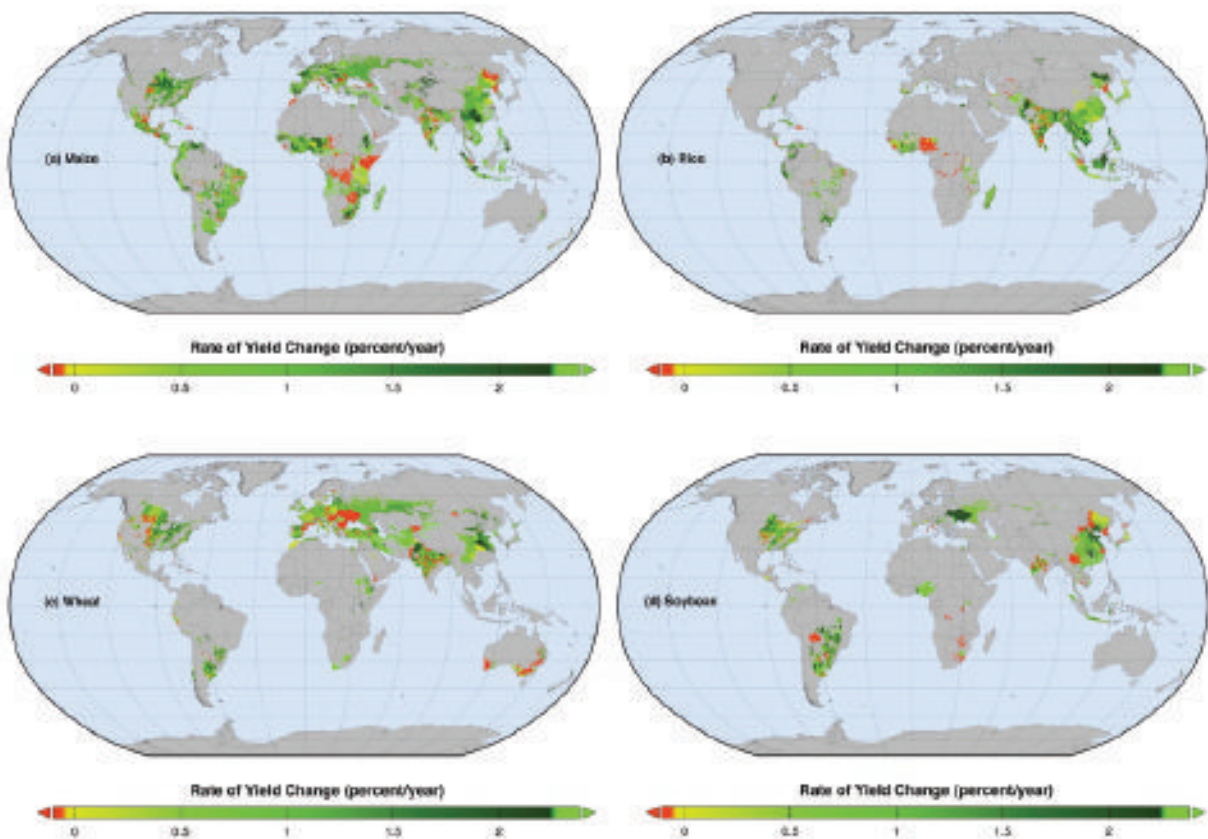 (a) Maize
(b) Rice
Rate of Yield Change (percent/year)
0 0.5 1 1.5 2
Rate of Yield Change (percent/year)
0 0.5 1 1.5 2
(c) Wheat
(d) Soybean
Rate of Yield Change (percent/year)
0 0.5 1 1.5 2
Rate of Yield Change (percent/year)
0 0.5 1 1.5 2